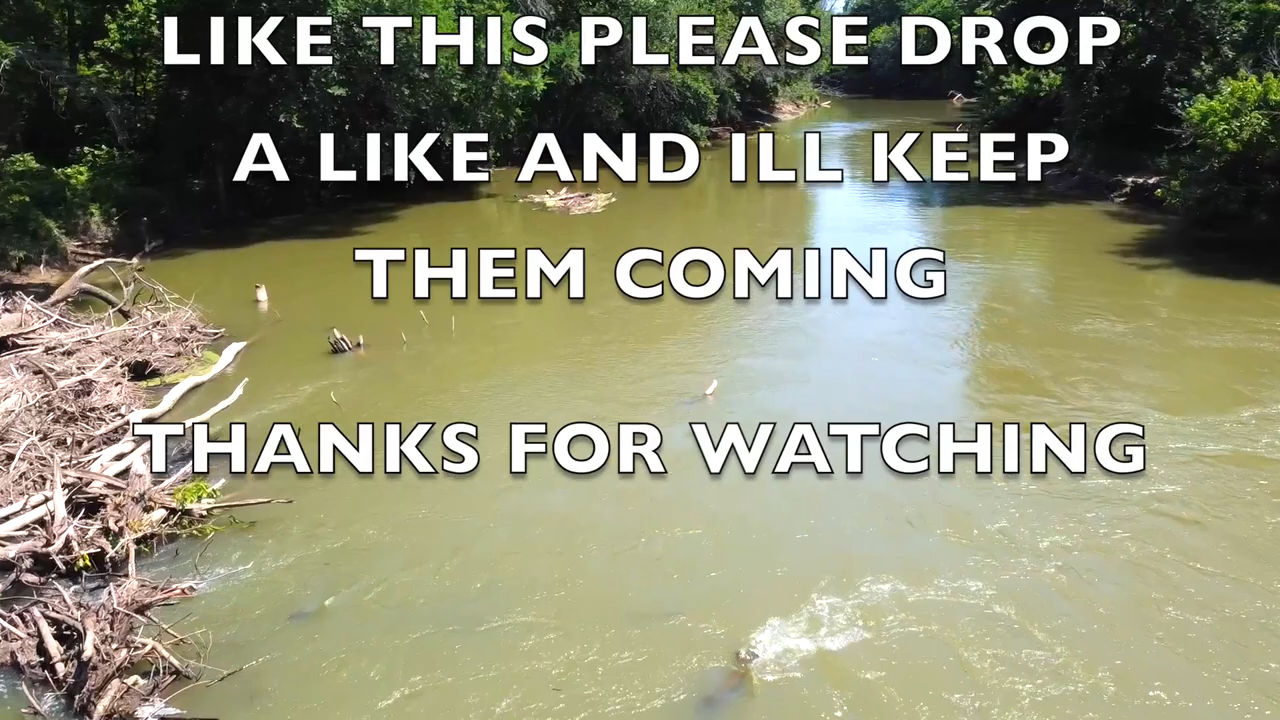 LIKE THIS PLEASE DROP
A LIKE AND ILL KEEP
THEM COMING
THANKS FOR WATCHING